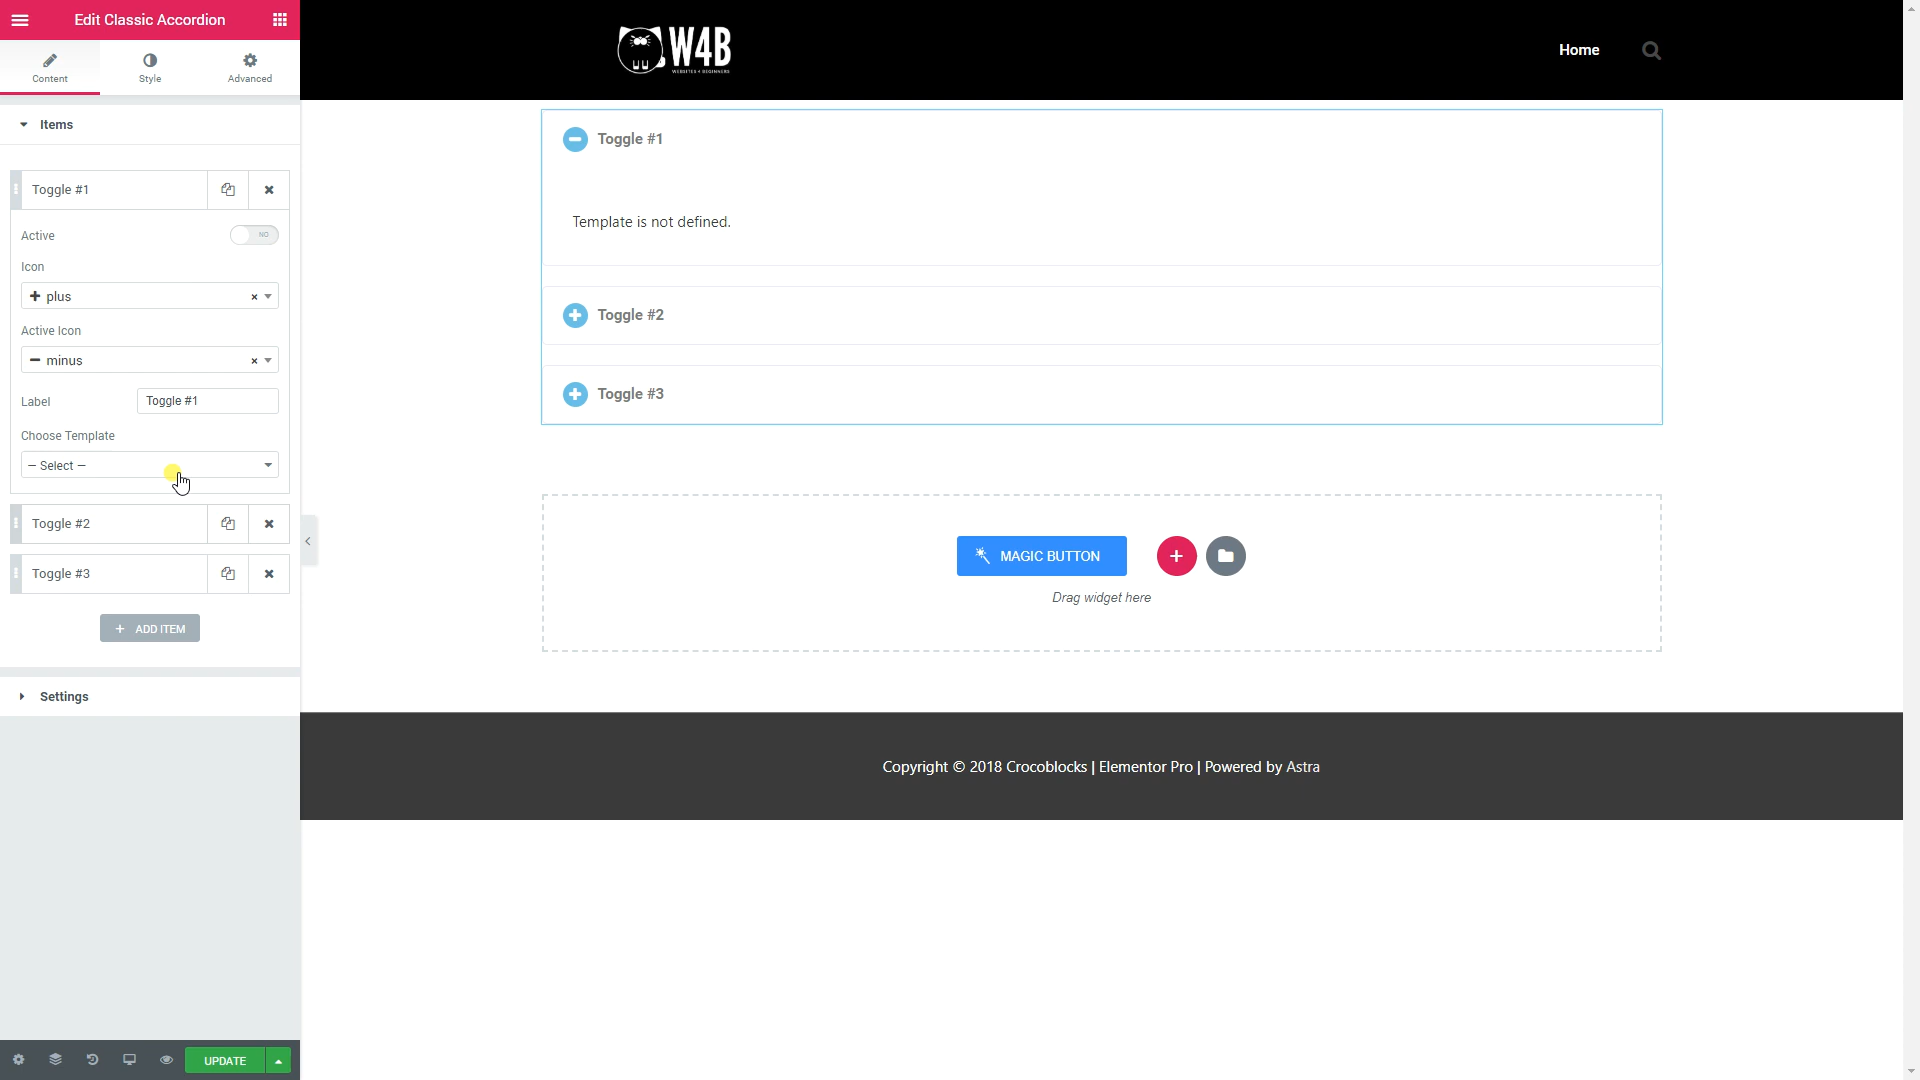 Edit Classic Accordion
Content
Style
Advanced
Items
Toggle #1
Active
NO
Icon
plus
Active Icon
minus
Label
Toggle #1
Choose Template
— Select —
Toggle #2
Toggle #3
ADD ITEM
Settings
UPDATE
W4B
WEBSITES 4 BEGINNERS
Home
Toggle #1
Template is not defined.
Toggle #2
Toggle #3
MAGIC BUTTON
Drag widget here
Copyright © 2018 Crocoblocks | Elementor Pro | Powered by Astra